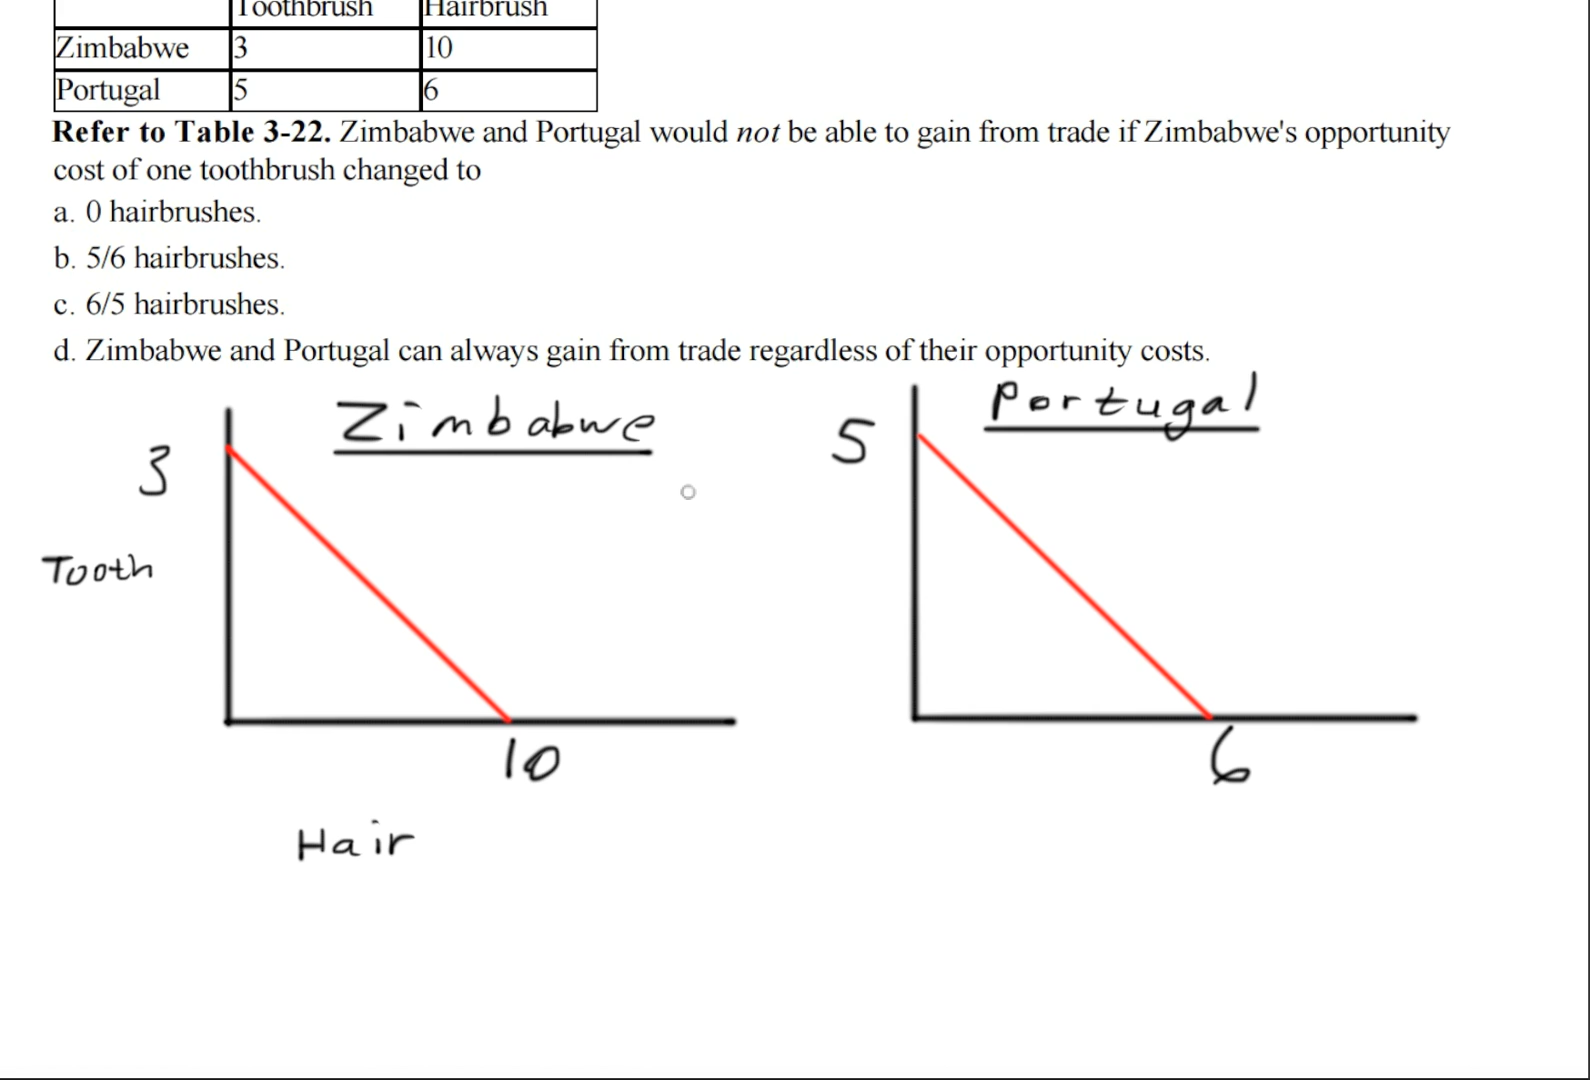 Toothbrush Hairbrush
Zimbabwe 3 10
Portugal 5 6
Refer to Table 3-22. Zimbabwe and Portugal would not be able to gain from trade if Zimbabwe's opportunity
cost of one toothbrush changed to
a. 0 hairbrushes.
b. 5/6 hairbrushes.
c. 6/5 hairbrushes.
d. Zimbabwe and Portugal can always gain from trade regardless of their opportunity costs.
Zimbabwe
3
Tooth
10
Hair
Portugal
5
6